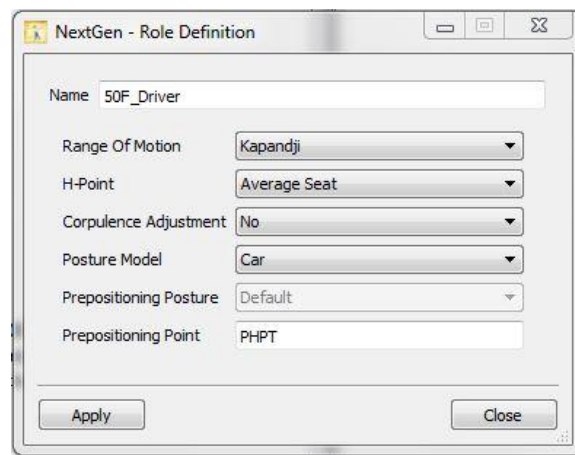 NextGen - Role Definition
Name 50F_Driver
Range Of Motion Kapandji
H-Point Average Seat
Corpulence Adjustment No
Posture Model Car
Prepositioning Posture Default
Prepositioning Point PHPT
Apply Close